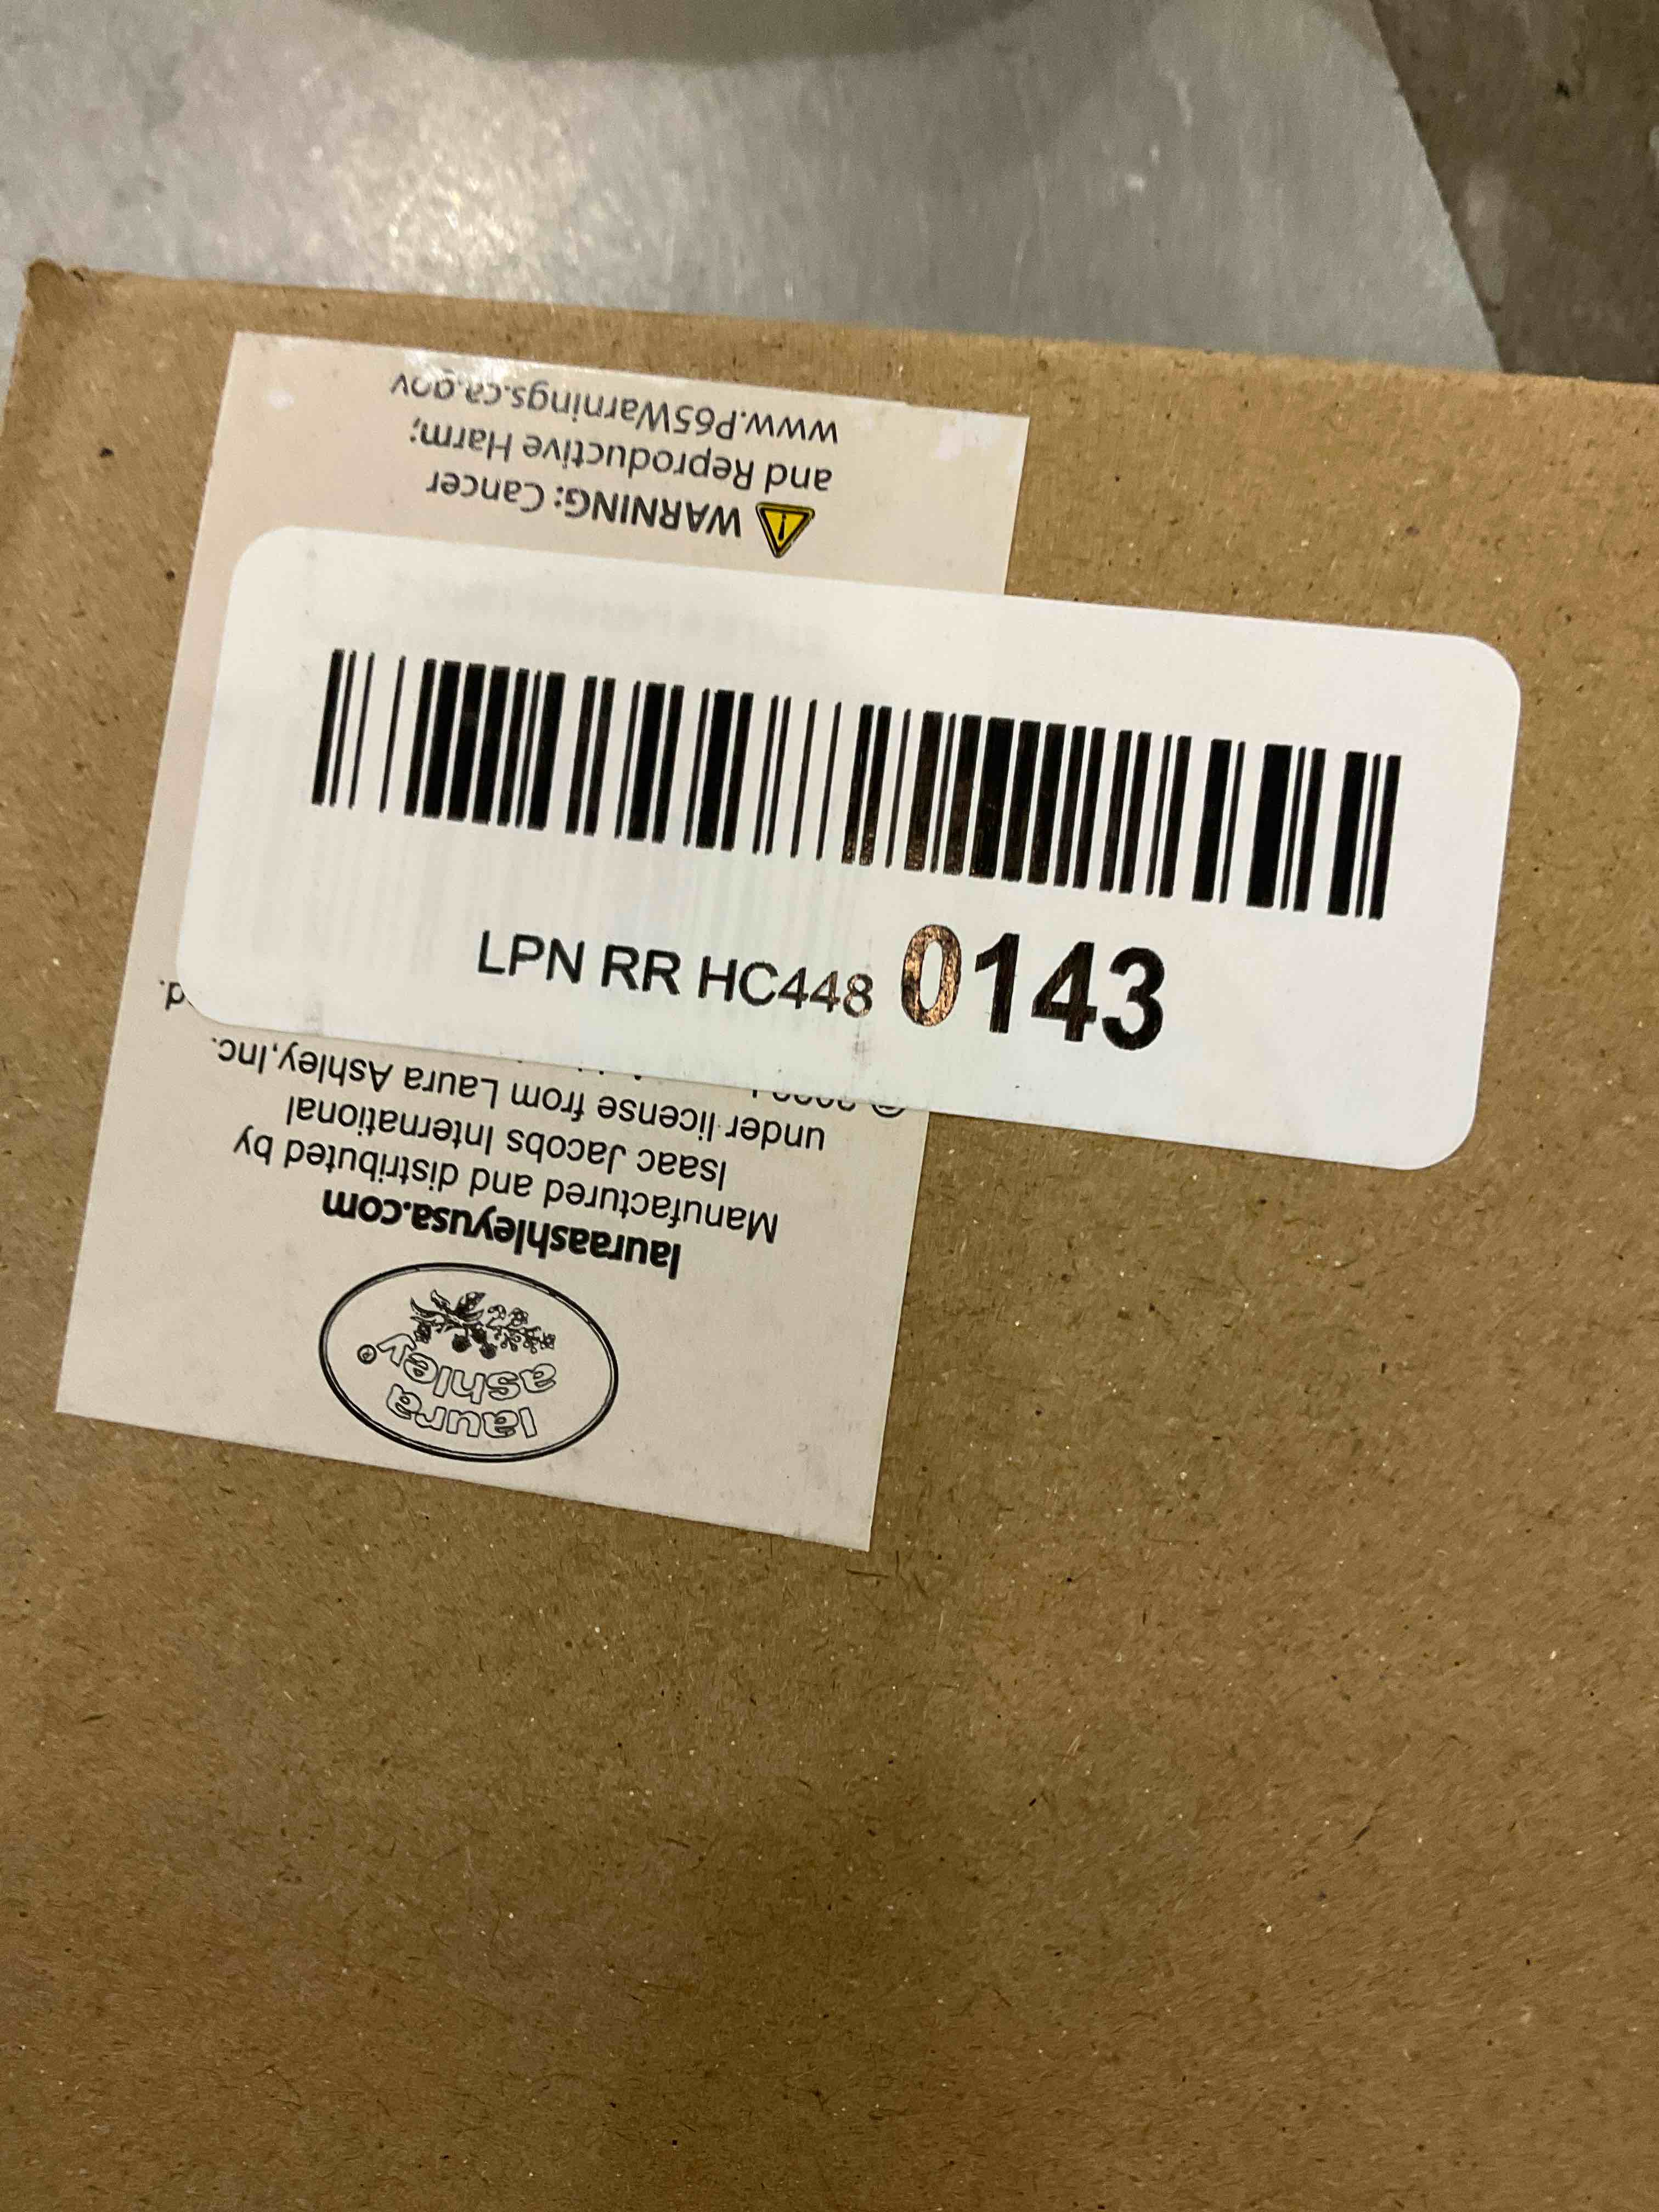 LPN RR HC448 0143
laura
ashley®
lauraashleyusa.com
Manufactured and distributed by
Isaac Jacobs International
under license from Laura Ashley,Inc.
d.
WARNING: Cancer
and Reproductive Harm;
www.P65Warnings.ca.gov